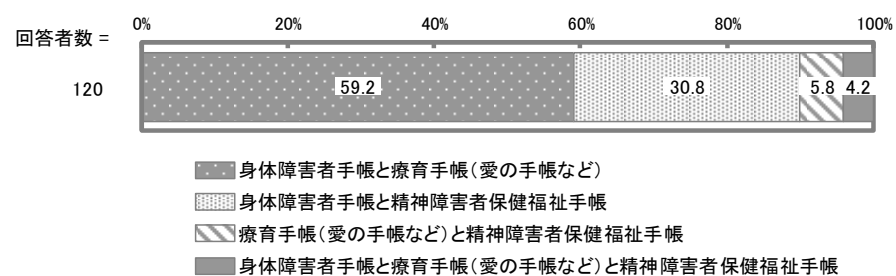 0% 20% 40% 60% 80% 100%
回答者数 =
120 59.2 30.8 5.8 4.2
身体障害者手帳と療育手帳(愛の手帳など)
身体障害者手帳と精神障害者保健福祉手帳
療育手帳(愛の手帳など)と精神障害者保健福祉手帳
身体障害者手帳と療育手帳(愛の手帳など)と精神障害者保健福祉手帳